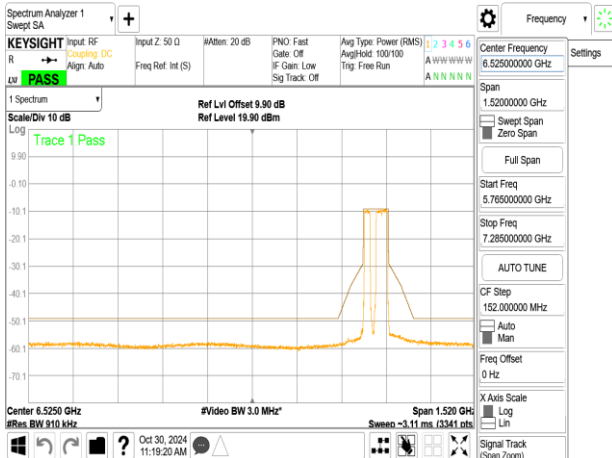 Spectrum Analyzer 1
Swept SA
+
Frequency
KEYSIGHT
R
LXI
PASS
Input: RF
Coupling: DC
Align: Auto
Input Z: 50 Ω
Freq Ref: Int (S)
#Atten: 20 dB
PNO: Fast
Gate: Off
IF Gain: Low
Sig Track: Off
Avg Type: Power (RMS)
Avg|Hold: 100/100
Trig: Free Run
1 2 3 4 5 6
A W W W W W
A N N N N N
1 Spectrum
Scale/Div 10 dB
Ref Lvl Offset 9.90 dB
Ref Level 19.90 dBm
Log
Trace 1 Pass
9.90
-0.10
-10.1
-20.1
-30.1
-40.1
-50.1
-60.1
-70.1
Center 6.5250 GHz
#Res BW 910 kHz
#Video BW 3.0 MHz*
Span 1.520 GHz
Sweep ~3.11 ms (3341 pts
Oct 30, 2024
11:19:20 AM
?
Center Frequency
6.525000000 GHz
Settings
Span
1.52000000 GHz
Swept Span
Zero Span
Full Span
Start Freq
5.765000000 GHz
Stop Freq
7.285000000 GHz
AUTO TUNE
CF Step
152.000000 MHz
Auto
Man
Freq Offset
0 Hz
X Axis Scale
Log
Lin
Signal Track
(Span Zoom)